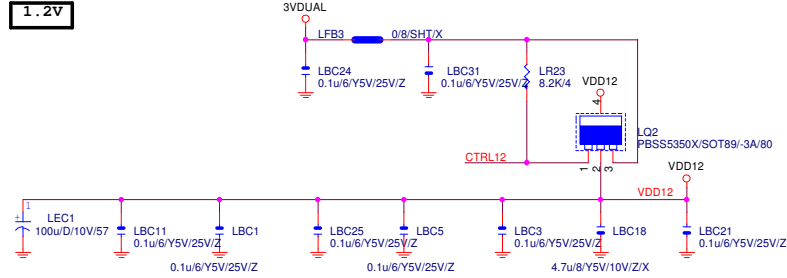 1.2V
3VDUAL
LFB3 0/8/SHT/X
LBC24
0.1u/6/Y5V/25V/Z
LBC31
0.1u/6/Y5V/25V/Z
LR23
8.2K/4
VDD12
4
LQ2
PBSS5350X/SOT89/-3A/80
CTRL12
1 2 3
VDD12
VDD12
1
+
LEC1
100u/D/10V/57
LBC11
0.1u/6/Y5V/25V/Z
LBC1
0.1u/6/Y5V/25V/Z
LBC25
0.1u/6/Y5V/25V/Z
LBC5
0.1u/6/Y5V/25V/Z
LBC3
0.1u/6/Y5V/25V/Z
LBC18
4.7u/8/Y5V/10V/Z/X
LBC21
0.1u/6/Y5V/25V/Z